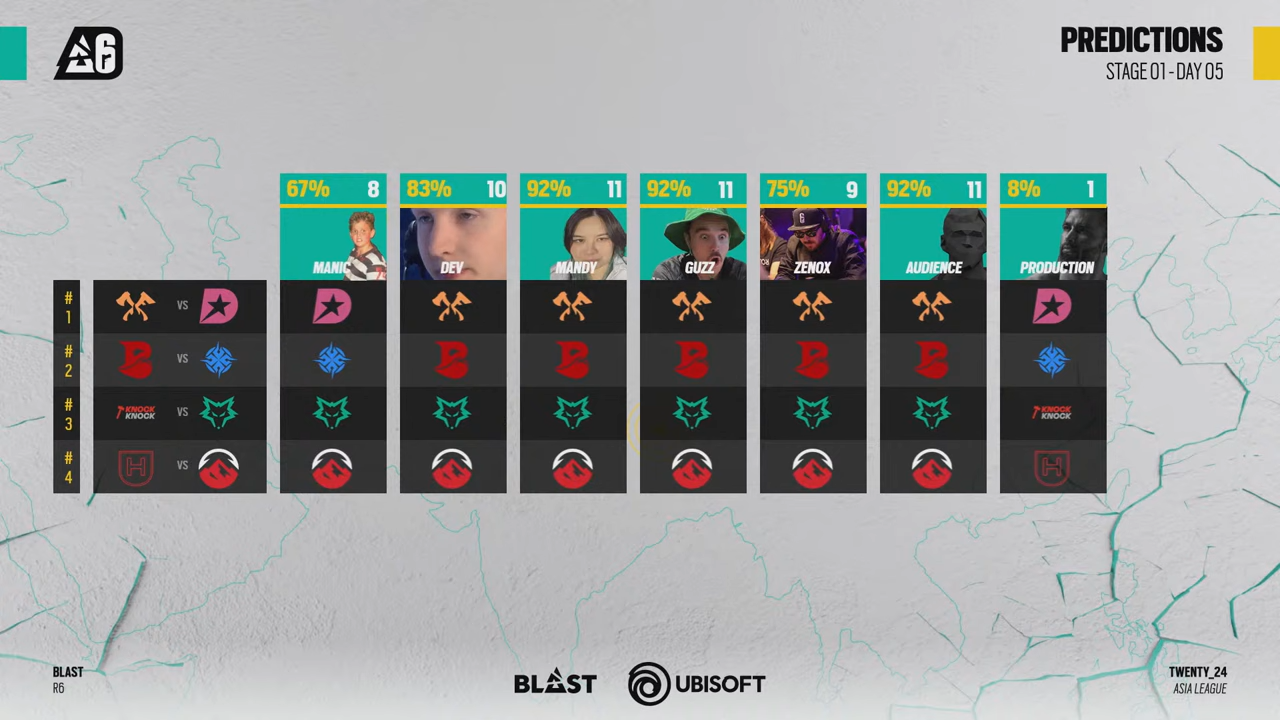 6
PREDICTIONS
STAGE 01 - DAY 05
67% 8
83% 10
92% 11
92% 11
75% 9
92% 11
8% 1
MANIC
DEV
MANDY
GUZZ
ZENOX
AUDIENCE
PRODUCTION
# 1
VS
# 2
VS
# 3
KNOCK KNOCK
VS
KNOCK KNOCK
# 4
H
VS
H
BLAST
R6
BLAST
UBISOFT
TWENTY_24
ASIA LEAGUE